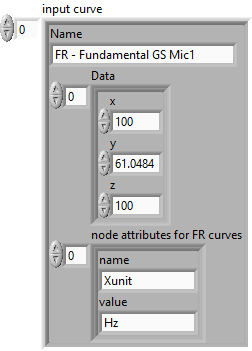 input curve
0
Name
FR - Fundamental GS Mic1
Data
0
x
100
y
61.0484
z
100
node attributes for FR curves
0
name
Xunit
value
Hz